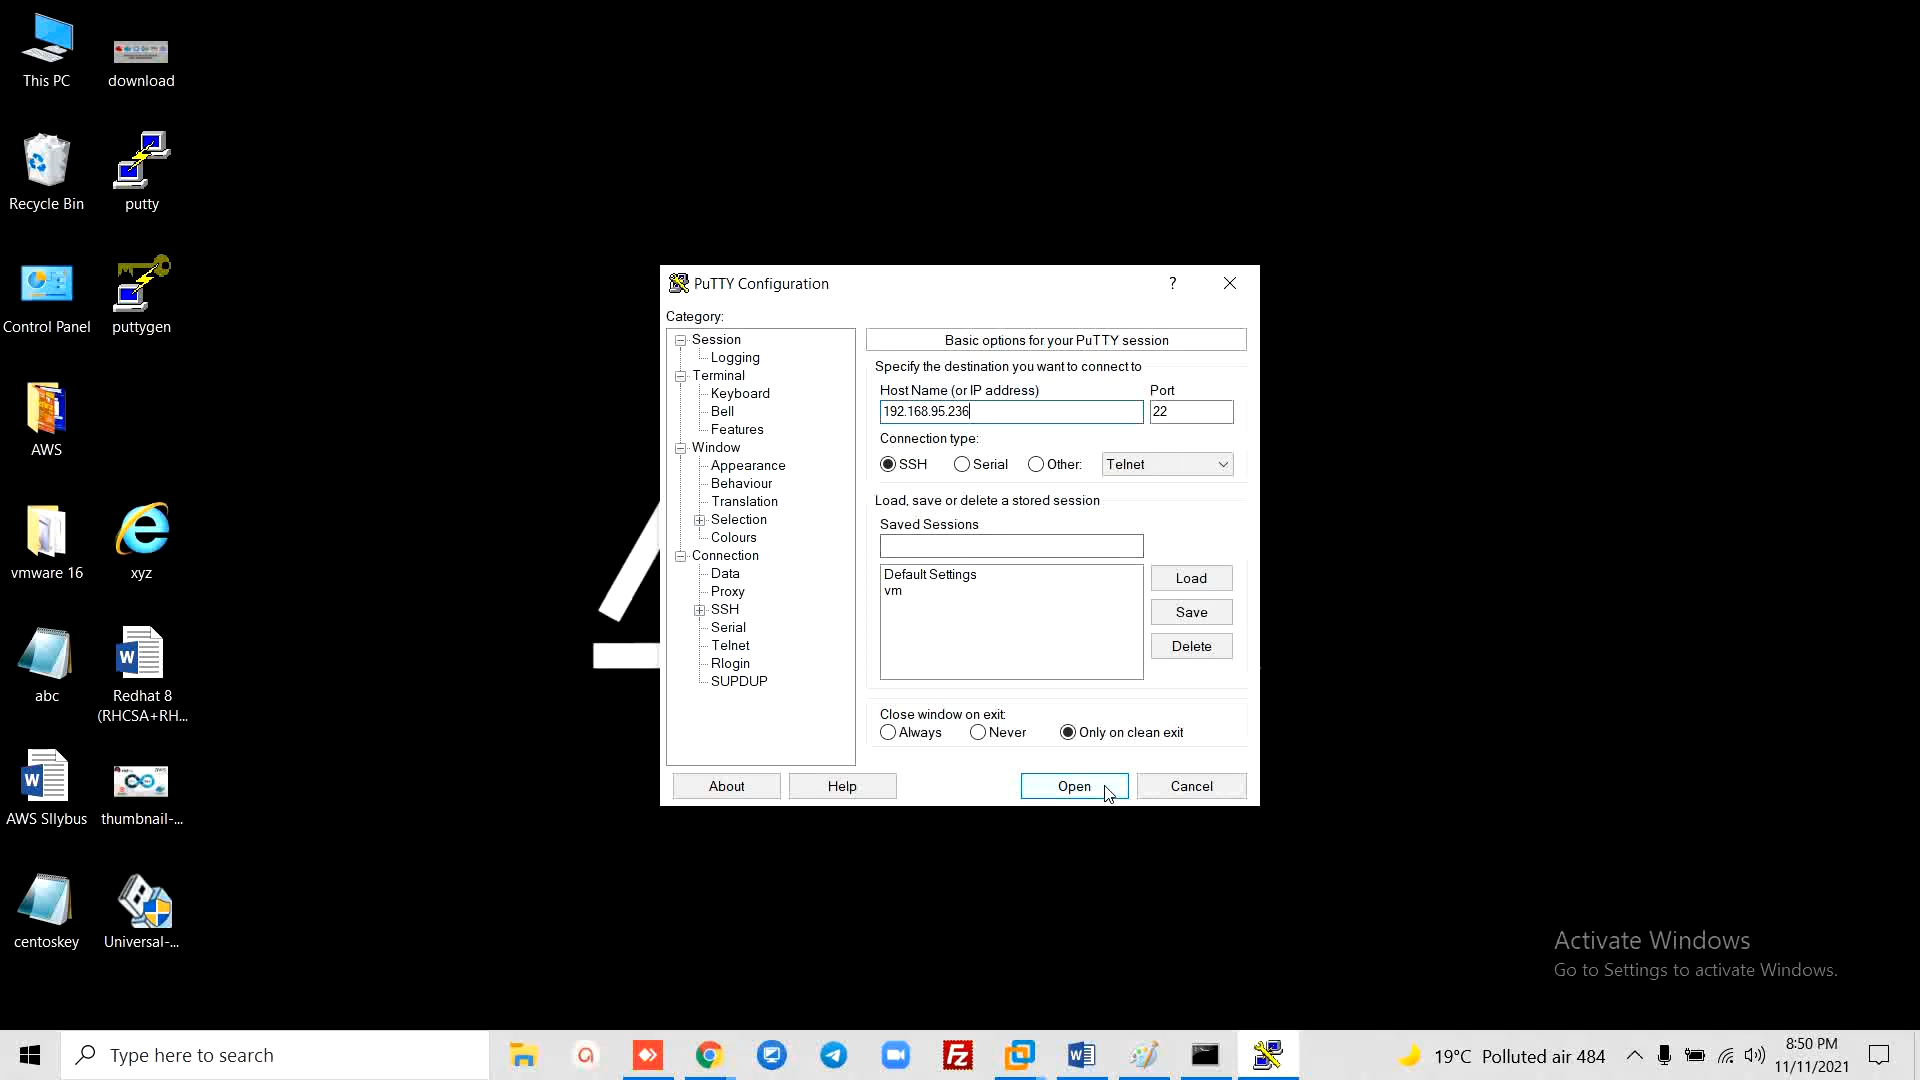 This PC
download
Recycle Bin
putty
Control Panel
puttygen
AWS
vmware 16
xyz
abc
Redhat 8
(RHCSA+RH...
AWS Sllybus
thumbnail-...
centoskey
Universal-...
PuTTY Configuration
?
Category:
Session
Logging
Terminal
Keyboard
Bell
Features
Window
Appearance
Behaviour
Translation
Selection
Colours
Connection
Data
Proxy
SSH
Serial
Telnet
Rlogin
SUPDUP
Basic options for your PuTTY session
Specify the destination you want to connect to
Host Name (or IP address)
Port
192.168.95.236
22
Connection type:
SSH
Serial
Other:
Telnet
Load, save or delete a stored session
Saved Sessions
Default Settings
vm
Load
Save
Delete
Close window on exit:
Always
Never
Only on clean exit
About
Help
Open
Cancel
Activate Windows
Go to Settings to activate Windows.
Type here to search
19°C Polluted air 484
8:50 PM
11/11/2021